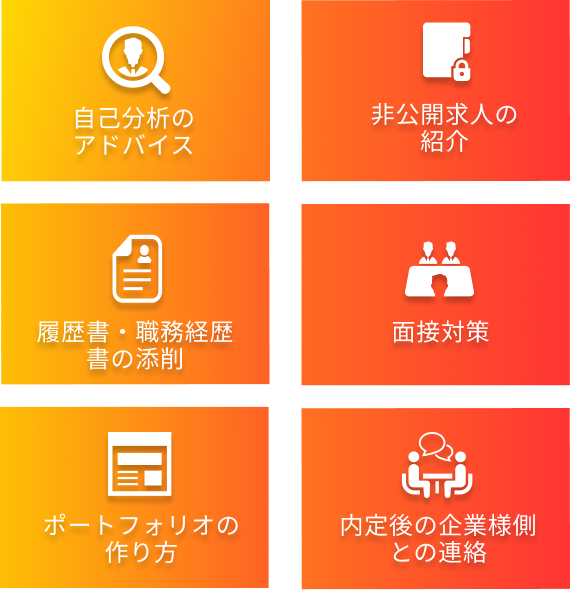 自己分析の
アドバイス
非公開求人の
紹介
履歴書・職務経歴
書の添削
面接対策
ポートフォリオの
作り方
内定後の企業様側
との連絡